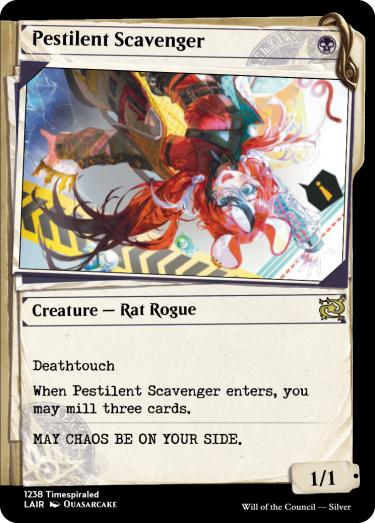 Pestilent Scavenger
Creature — Rat Rogue
Deathtouch
When Pestilent Scavenger enters, you
may mill three cards.
MAY CHAOS BE ON YOUR SIDE.
1/1
1238 Timespiraled
LAIR Quasarcake
Will of the Council — Silver